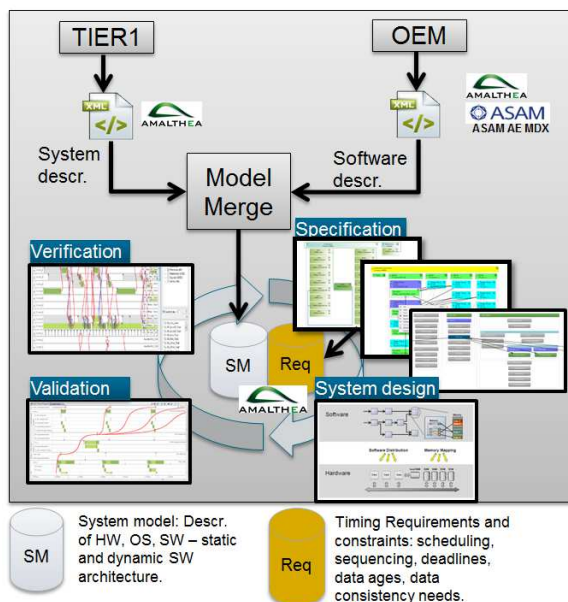 TIER1
OEM
XML
</>
AMALTHEA
XML
</>
AMALTHEA
ASAM
ASAM AE MDX
System
descr.
Software
descr.
Model
Merge
Specification
Verification
SM
Req
AMALTHEA
Validation
System design
Software
Software Distribution
Memory Mapping
Hardware
SM
System model: Descr.
of HW, OS, SW – static
and dynamic SW
architecture.
Req
Timing Requirements and
constraints: scheduling,
sequencing, deadlines,
data ages, data
consistency needs.